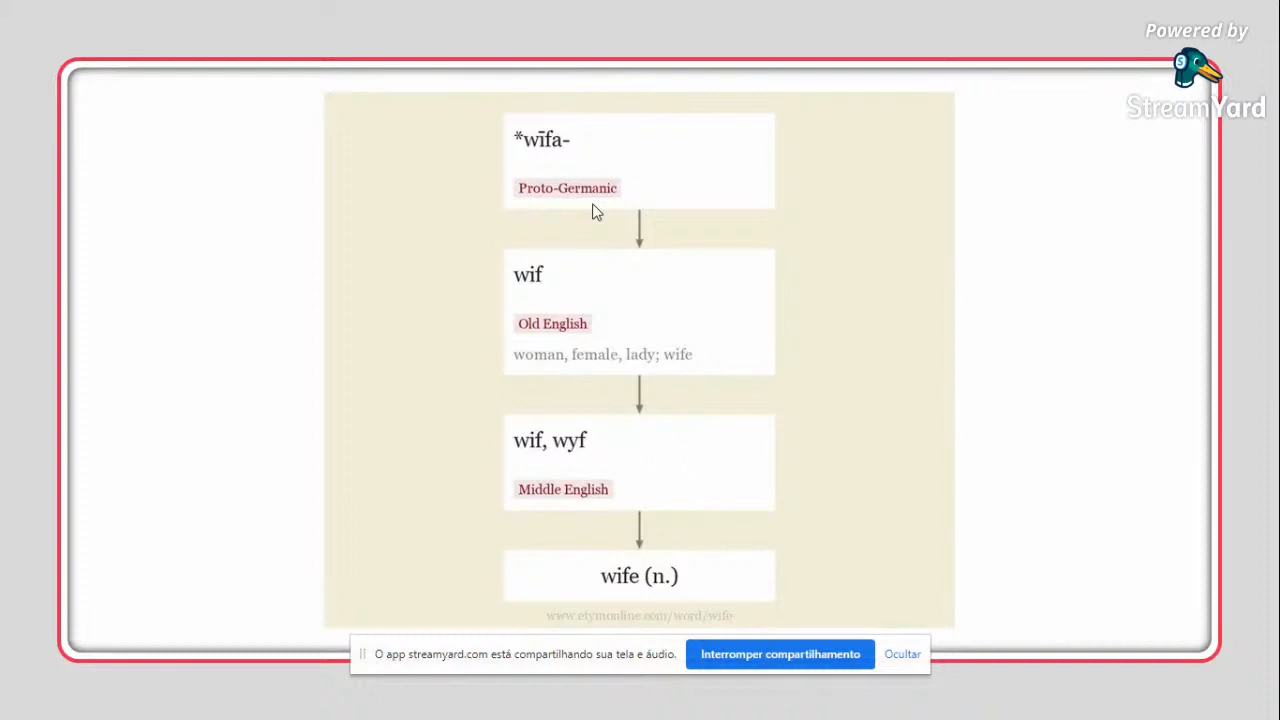 Powered by
StreamYard
*wīfa-
Proto-Germanic
wif
Old English
woman, female, lady; wife
wif, wyf
Middle English
wife (n.)
www.etymonline.com/word/wife
O app streamyard.com está compartilhando sua tela e áudio. Interromper compartilhamento Ocultar